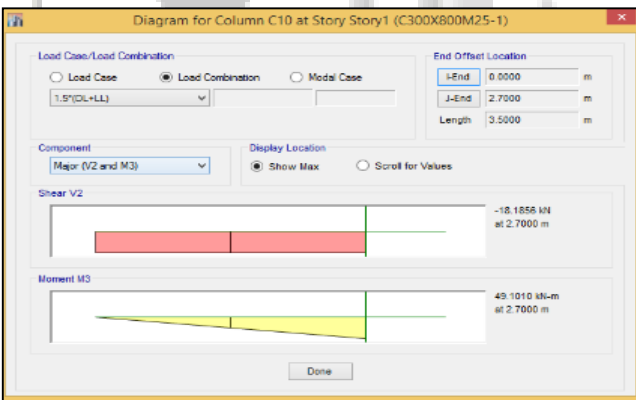 Diagram for Column C10 at Story Story1 (C300X800M25-1)
Load Case/Load Combination
Load Case Load Combination Modal Case
1.5*(DL+LL)
End Offset Location
I-End 0.0000 m
J-End 2.7000 m
Length 3.5000 m
Component
Major (V2 and M3)
Display Location
Show Max Scroll for Values
Shear V2
-18.1856 kN
at 2.7000 m
Moment M3
49.1010 kN-m
at 2.7000 m
Done